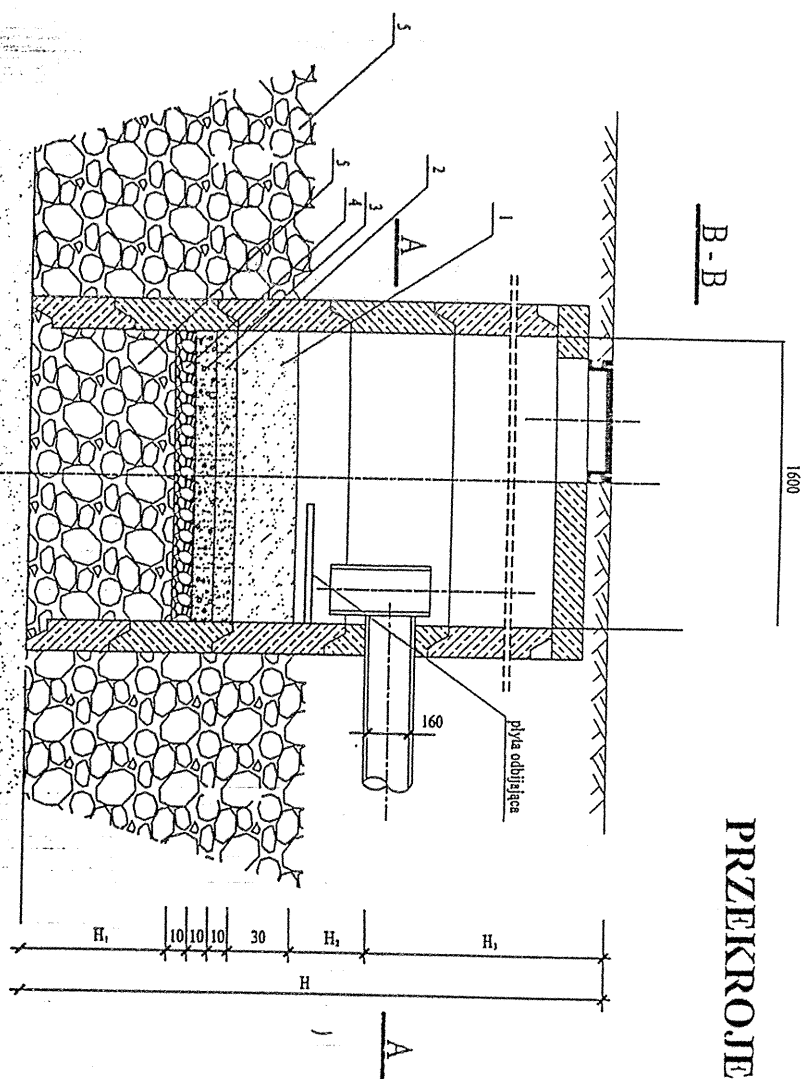 PRZEKROJE
B - B
1600
A
1
2
3
4
5
5
płyta odbijająca
160
H₁
10
10
10
30
H₂
H₃
H
A